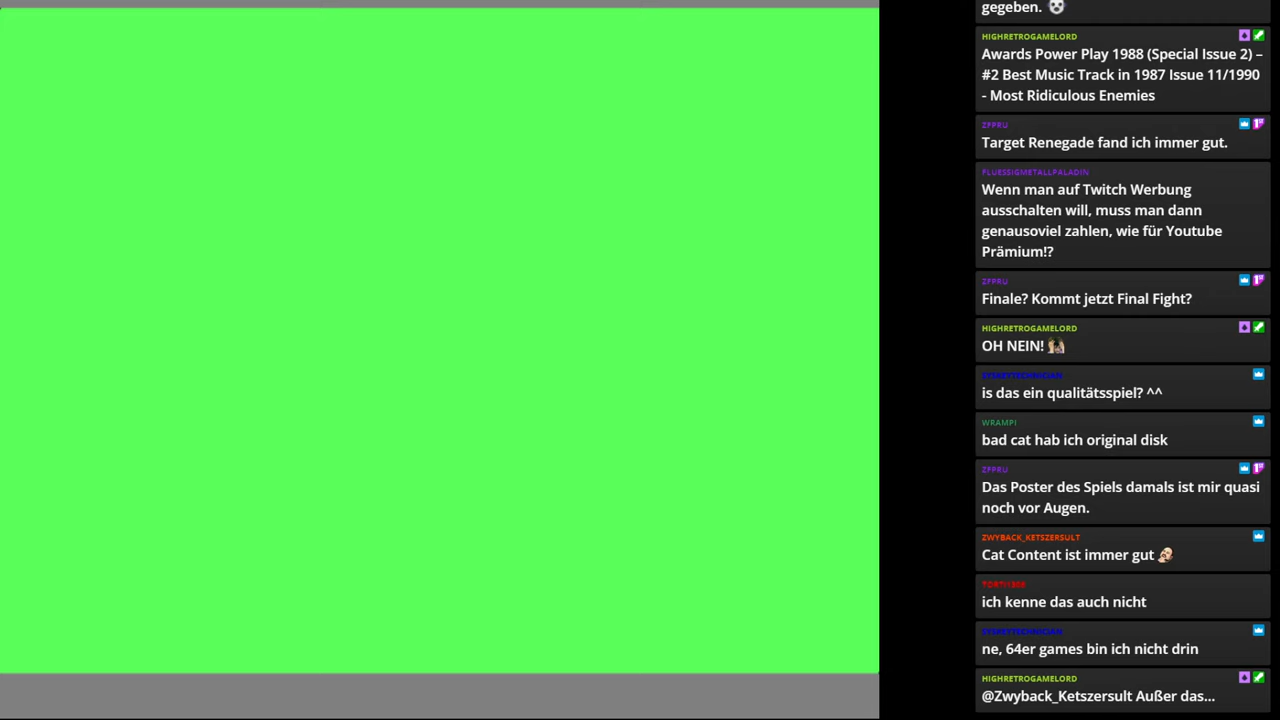 gegeben.
HIGHRETROGAMELORD
Awards Power Play 1988 (Special Issue 2) –
#2 Best Music Track in 1987 Issue 11/1990
- Most Ridiculous Enemies
ZFPRU
Target Renegade fand ich immer gut.
FLUESSIGMETALLPALADIN
Wenn man auf Twitch Werbung
ausschalten will, muss man dann
genausoviel zahlen, wie für Youtube
Prämium!?
ZFPRU
Finale? Kommt jetzt Final Fight?
HIGHRETROGAMELORD
OH NEIN!
is das ein qualitätsspiel? ^^
WRAMPI
bad cat hab ich original disk
ZFPRU
Das Poster des Spiels damals ist mir quasi
noch vor Augen.
ZWYBACK_KETSZERSULT
Cat Content ist immer gut
ich kenne das auch nicht
ne, 64er games bin ich nicht drin
HIGHRETROGAMELORD
@Zwyback_Ketszersult Außer das...